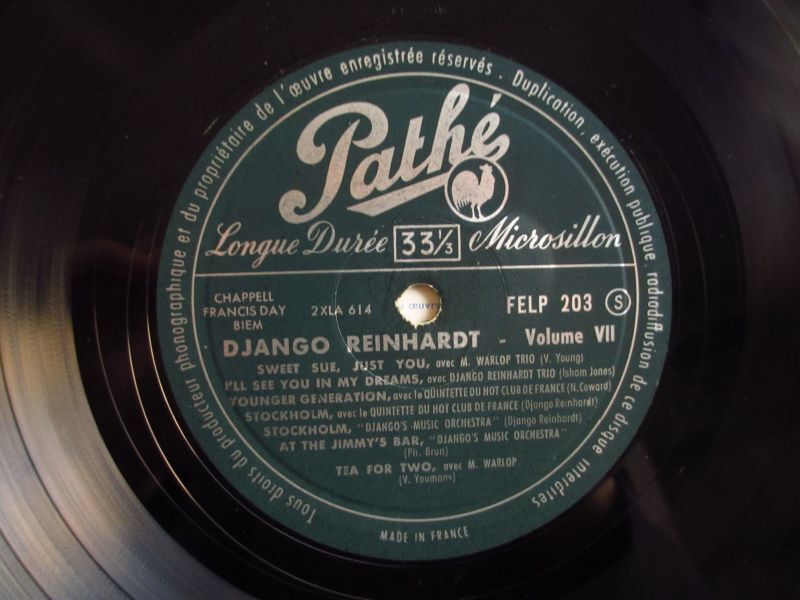 Tous droits du producteur phonographique et du propriétaire de l'œuvre enregistrée réservés. Duplication, exécution publique, radiodiffusion de ce disque interdites
Pathé
Longue Durée 33⅓ Microsillon
CHAPPELL
FRANCIS DAY
BIEM
2XLA 614
œuvre
FELP 203 S
DJANGO REINHARDT - Volume VII
SWEET SUE, JUST YOU, avec M. WARLOP TRIO (V. Young)
I'LL SEE YOU IN MY DREAMS, avec DJANGO REINHARDT TRIO (Isham Jones)
YOUNGER GENERATION, avec le QUINTETTE DU HOT CLUB DE FRANCE (N. Coward)
STOCKHOLM, avec le QUINTETTE DU HOT CLUB DE FRANCE (Django Reinhardt)
STOCKHOLM, "DJANGO'S MUSIC ORCHESTRA" (Django Reinhardt)
AT THE JIMMY'S BAR, "DJANGO'S MUSIC ORCHESTRA"
(Ph. Brun)
TEA FOR TWO, avec M. WARLOP
(V. Youmans)
MADE IN FRANCE